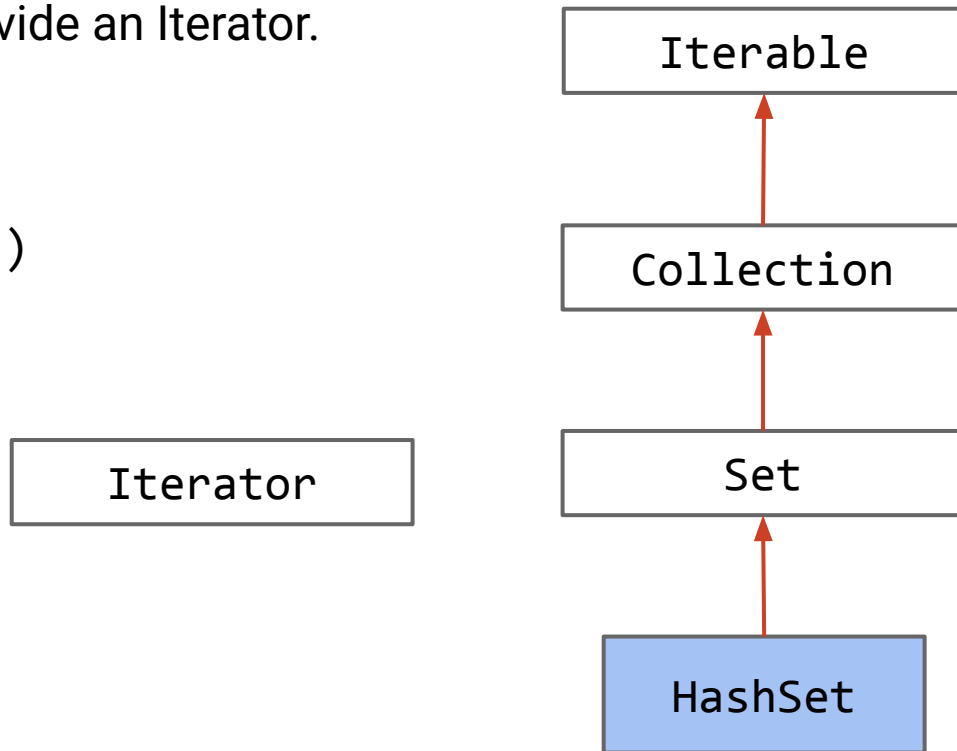 vide an Iterator.
Iterable
)
Collection
Iterator
Set
HashSet